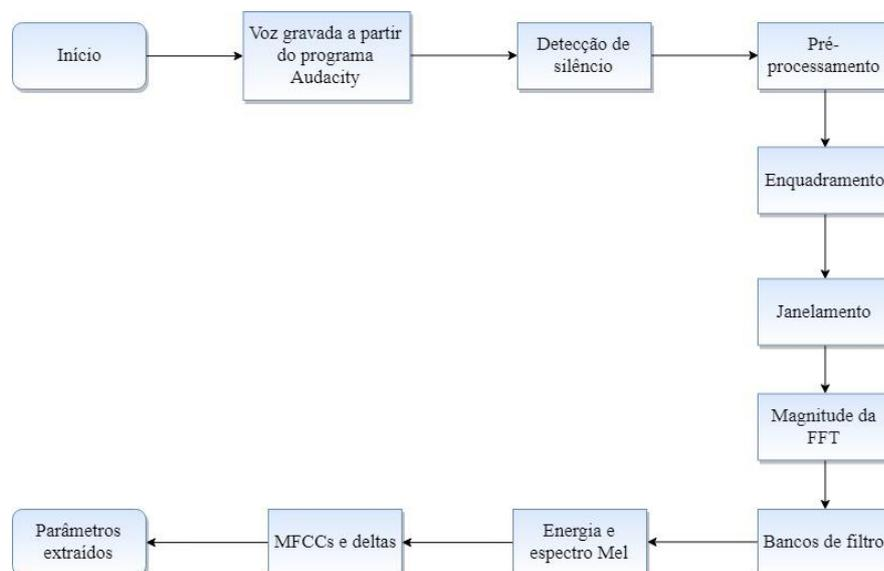 Início
Voz gravada a partir
do programa
Audacity
Detecção de
silêncio
Pré-
processamento
Enquadramento
Janelamento
Magnitude da
FFT
Bancos de filtro
Energia e
espectro Mel
MFCCs e deltas
Parâmetros
extraídos